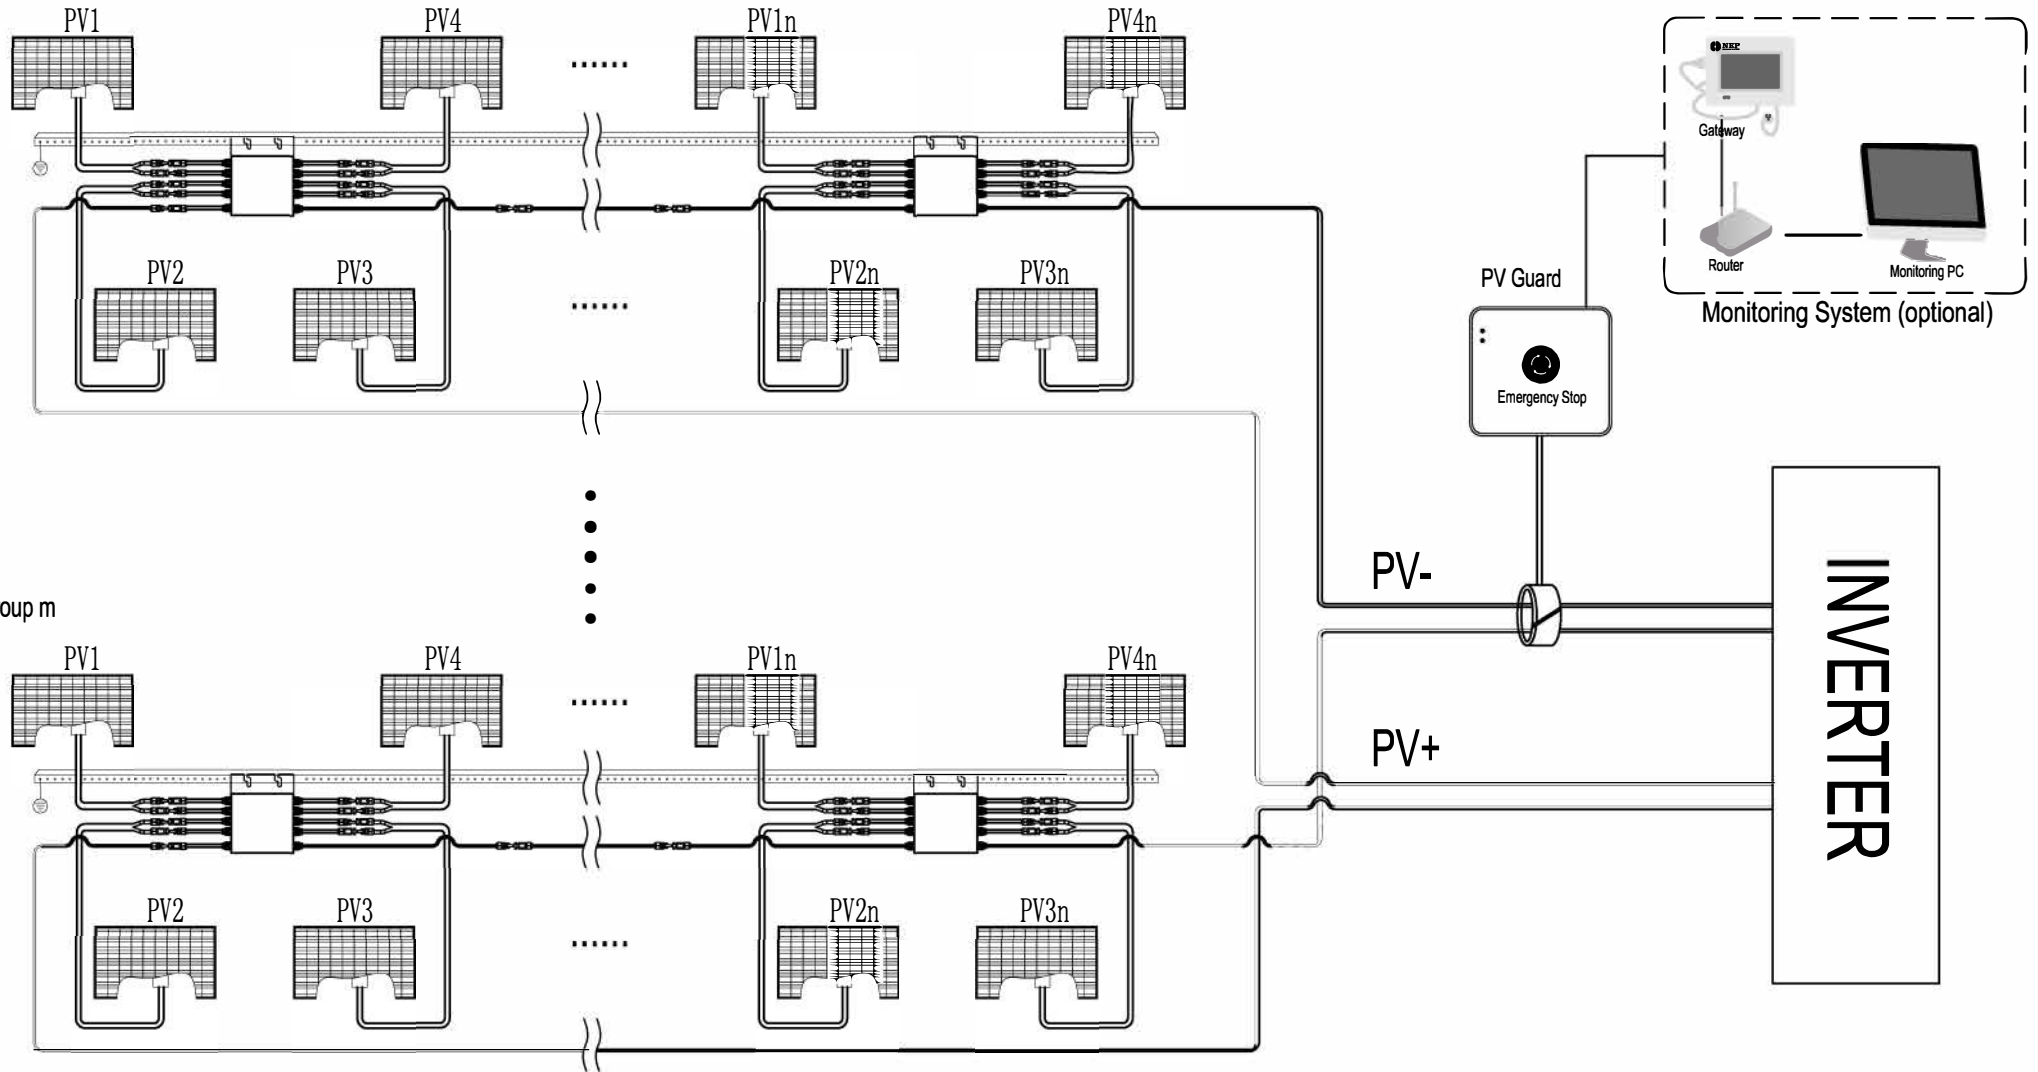 PV1
PV4
PV1n
PV4n
NEP
Gateway
Router
Monitoring PC
Monitoring System (optional)
PV2
PV3
PV2n
PV3n
PV Guard
Emergency Stop
PV-
INVERTER
oup m
PV1
PV4
PV1n
PV4n
PV+
PV2
PV3
PV2n
PV3n